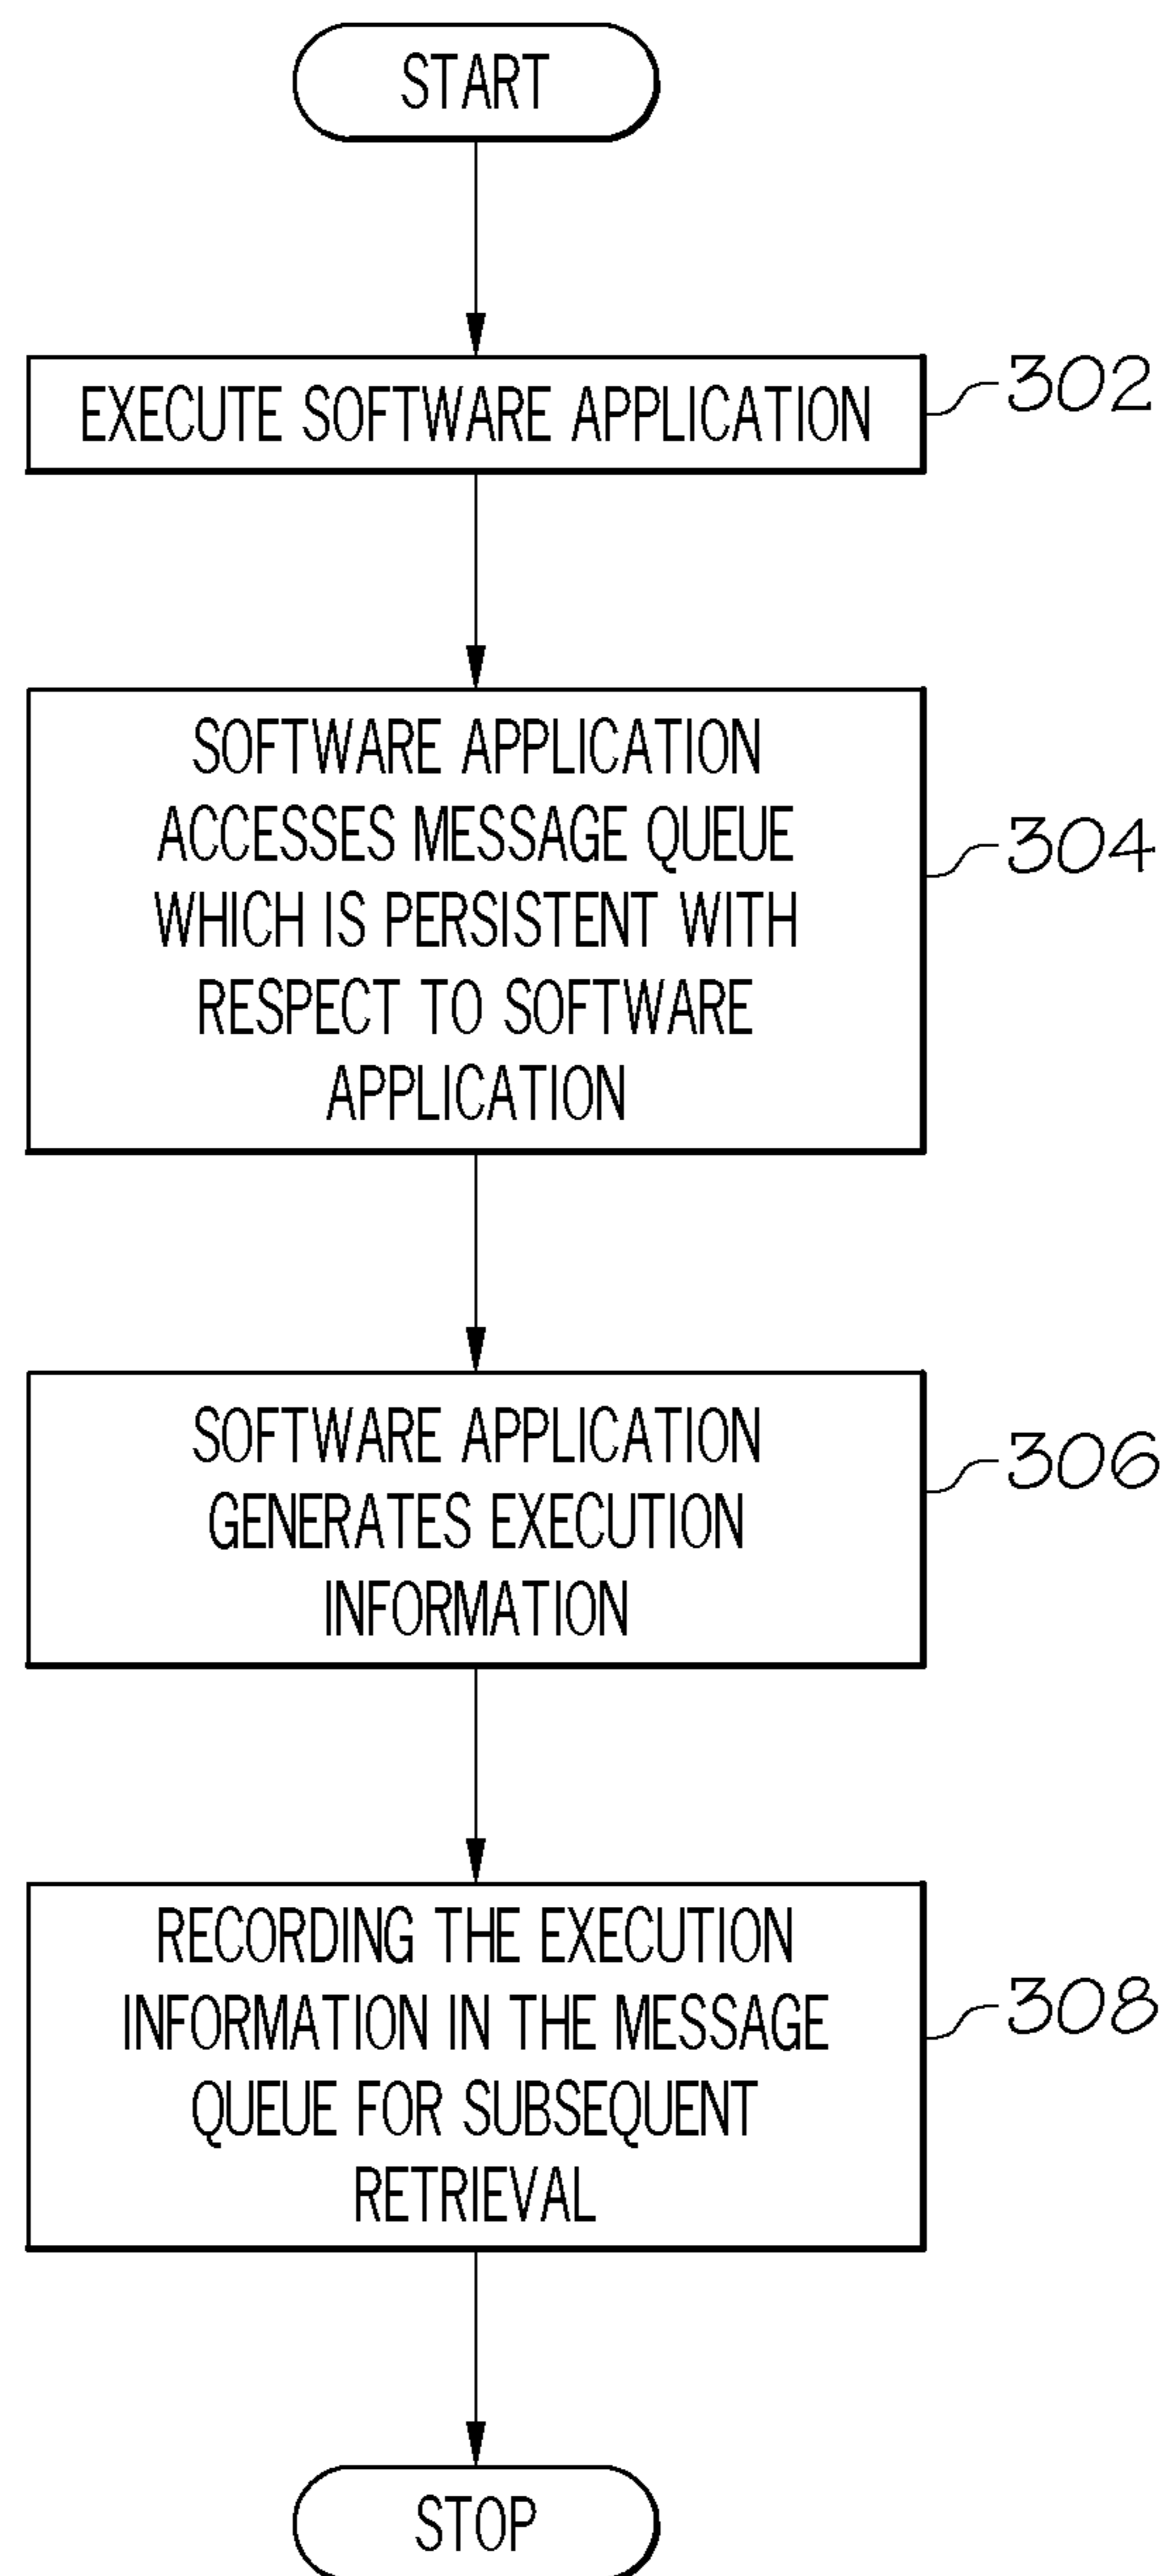 START
EXECUTE SOFTWARE APPLICATION
302
SOFTWARE APPLICATION
ACCESSES MESSAGE QUEUE
WHICH IS PERSISTENT WITH
RESPECT TO SOFTWARE
APPLICATION
304
SOFTWARE APPLICATION
GENERATES EXECUTION
INFORMATION
306
RECORDING THE EXECUTION
INFORMATION IN THE MESSAGE
QUEUE FOR SUBSEQUENT
RETRIEVAL
308
STOP